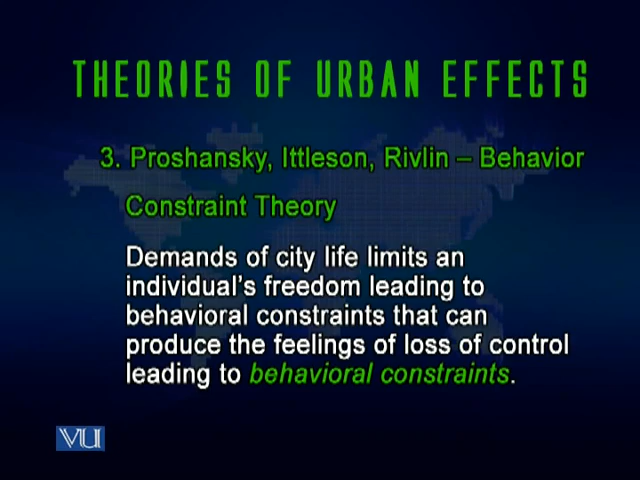 THEORIES OF URBAN EFFECTS
3. Proshansky, Ittleson, Rivlin – Behavior
Constraint Theory
Demands of city life limits an
individual's freedom leading to
behavioral constraints that can
produce the feelings of loss of control
leading to behavioral constraints.
VU